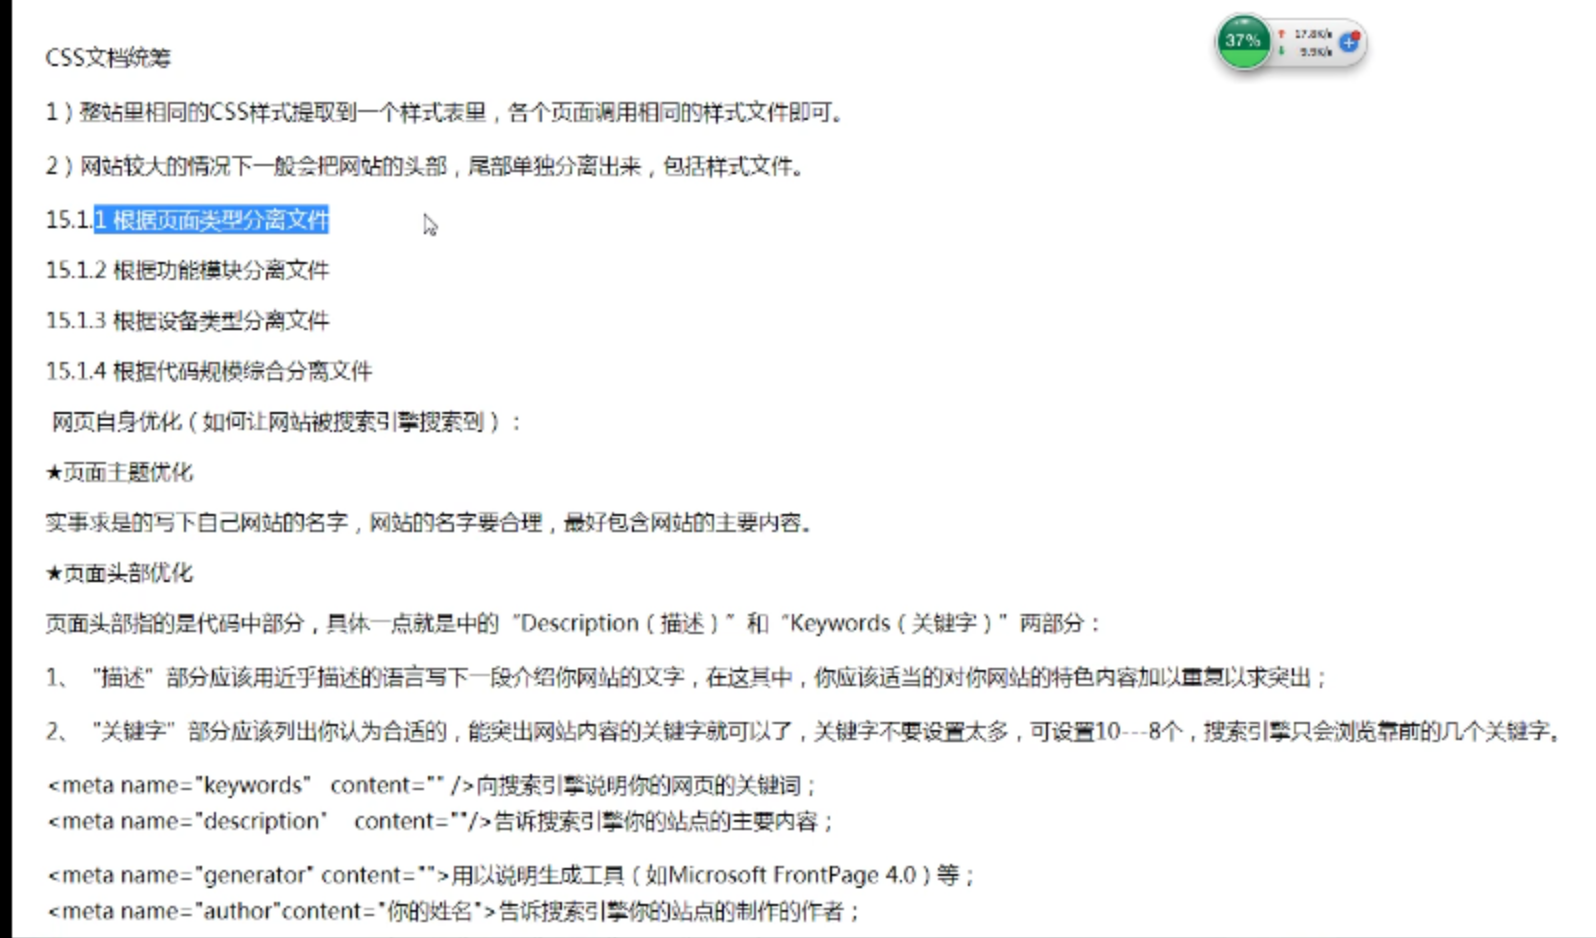 CSS文档统筹
37%
17.8K/s
9.9K/s
1）整站里相同的CSS样式提取到一个样式表里，各个页面调用相同的样式文件即可。
2）网站较大的情况下一般会把网站的头部，尾部单独分离出来，包括样式文件。
15.1.1 根据页面类型分离文件
15.1.2 根据功能模块分离文件
15.1.3 根据设备类型分离文件
15.1.4 根据代码规模综合分离文件
网页自身优化（如何让网站被搜索引擎搜索到）：
★页面主题优化
实事求是的写下自己网站的名字，网站的名字要合理，最好包含网站的主要内容。
★页面头部优化
页面头部指的是代码中部分，具体一点就是中的“Description（描述）”和“Keywords（关键字）”两部分：
1、 “描述”部分应该用近乎描述的语言写下一段介绍你网站的文字，在这其中，你应该适当的对你网站的特色内容加以重复以求突出；
2、 “关键字”部分应该列出你认为合适的，能突出网站内容的关键字就可以了，关键字不要设置太多，可设置10---8个，搜索引擎只会浏览靠前的几个关键字。
<meta name="keywords" content="" />向搜索引擎说明你的网页的关键词；
<meta name="description" content=""/>告诉搜索引擎你的站点的主要内容；
<meta name="generator" content="">用以说明生成工具（如Microsoft FrontPage 4.0）等；
<meta name="author"content="你的姓名">告诉搜索引擎你的站点的制作的作者；